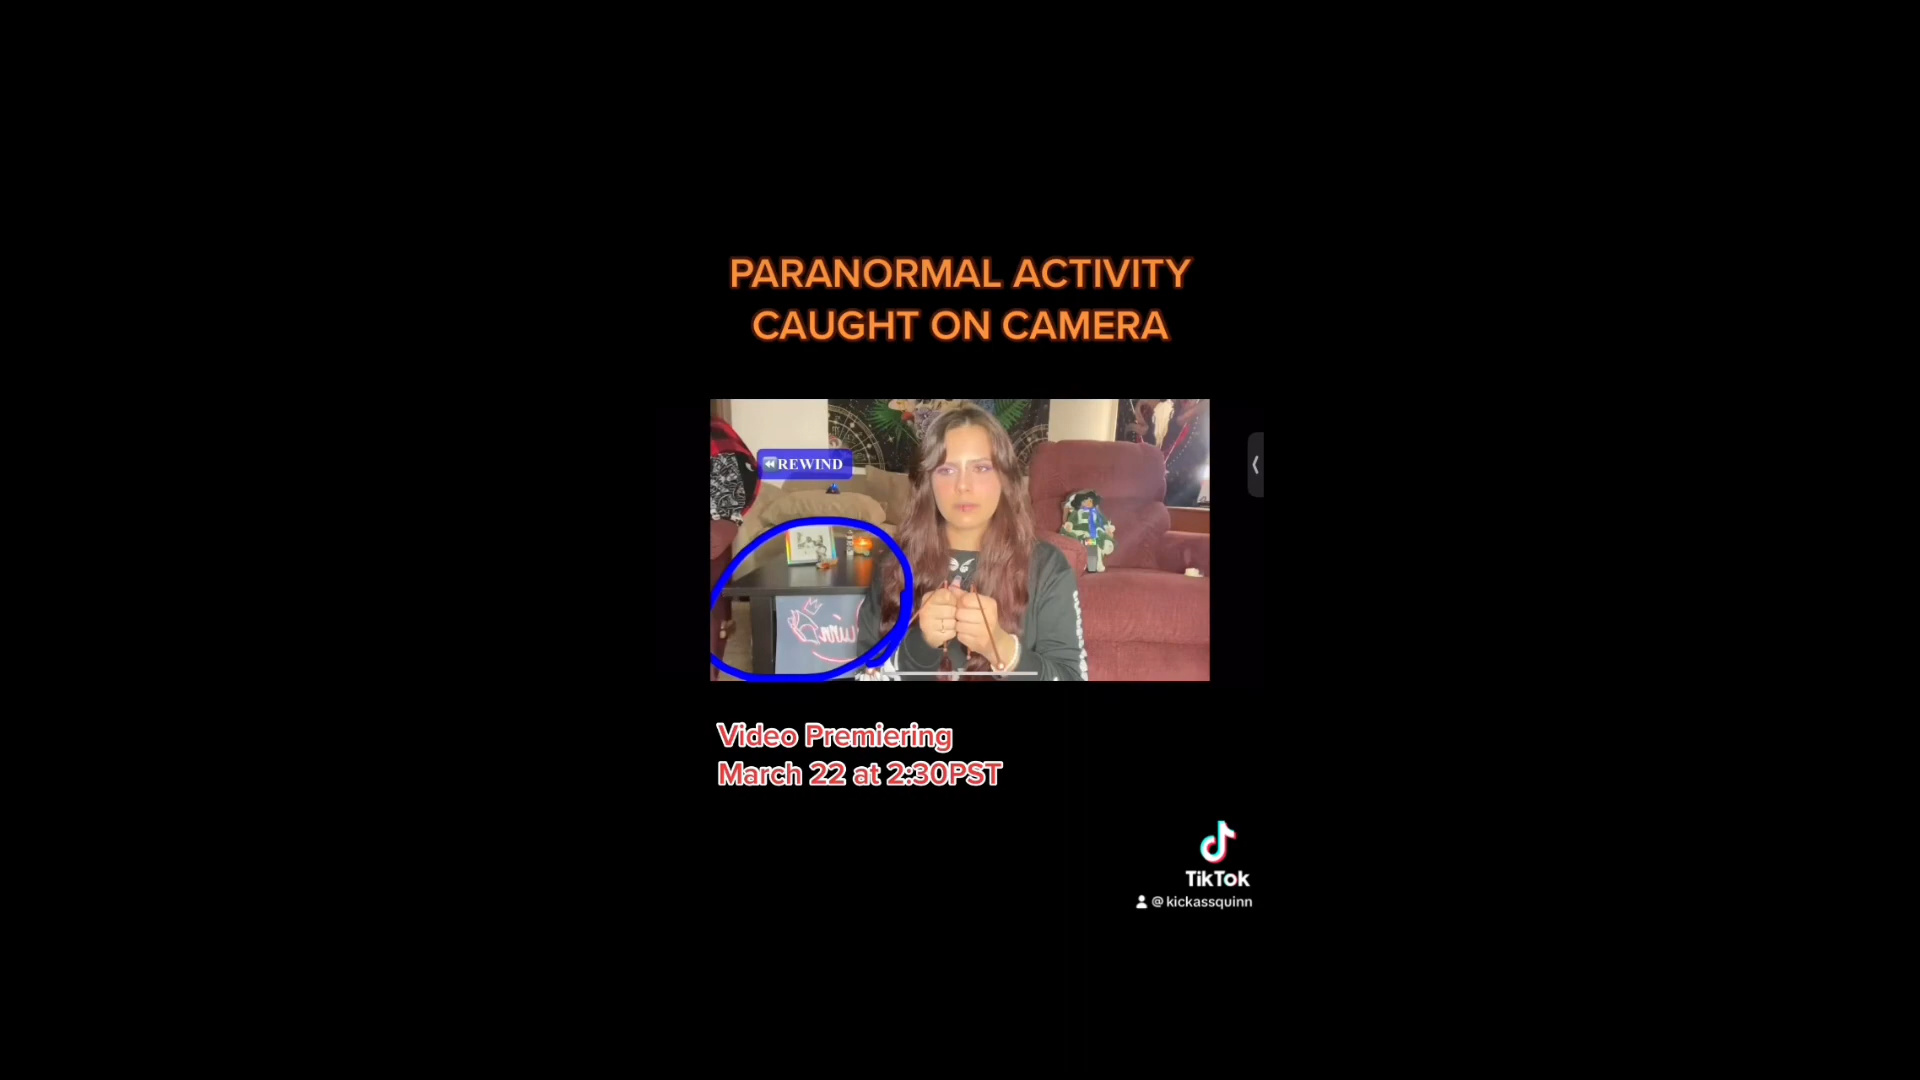 PARANORMAL ACTIVITY
CAUGHT ON CAMERA
REWIND
Video Premiering
March 22 at 2:30PST
TikTok
@kickassquinn